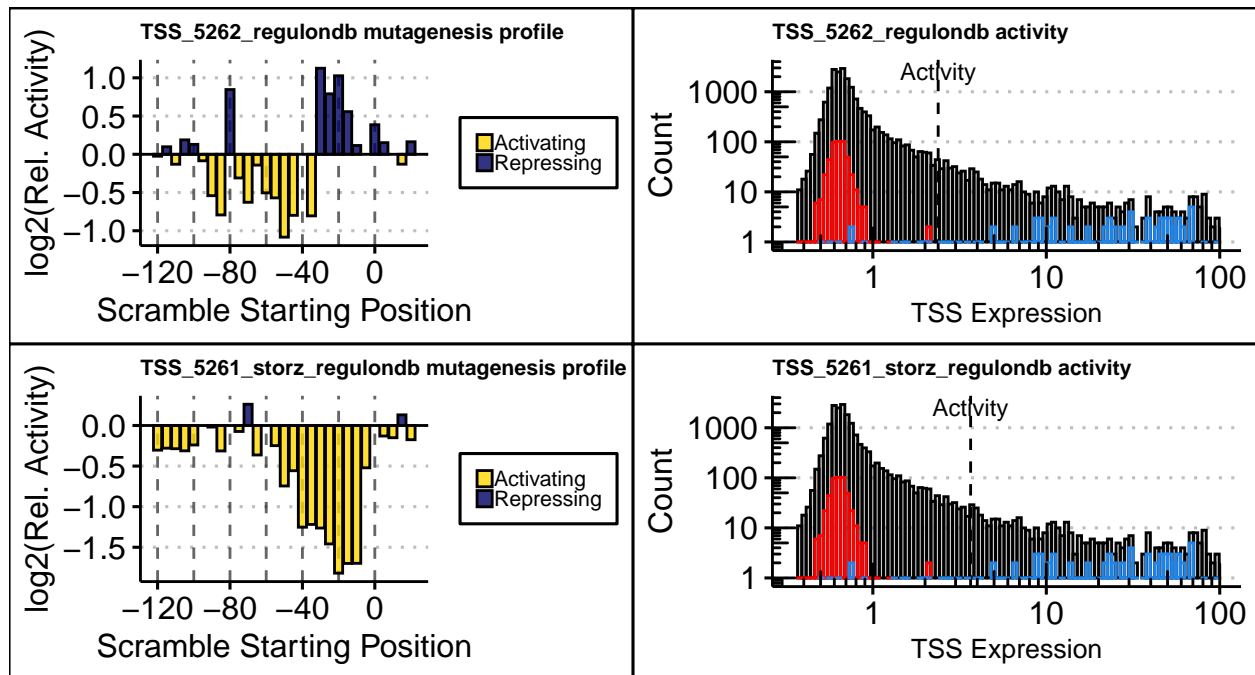 TSS_5262_regulondb mutagenesis profile
log2(Rel. Activity)
1.0
0.5
0.0
−0.5
−1.0
−120 −80 −40 0
Scramble Starting Position
Activating
Repressing
TSS_5262_regulondb activity
Activity
Count
1000
100
10
1
1 10 100
TSS Expression
TSS_5261_storz_regulondb mutagenesis profile
log2(Rel. Activity)
0.0
−0.5
−1.0
−1.5
−120 −80 −40 0
Scramble Starting Position
Activating
Repressing
TSS_5261_storz_regulondb activity
Activity
Count
1000
100
10
1
1 10 100
TSS Expression